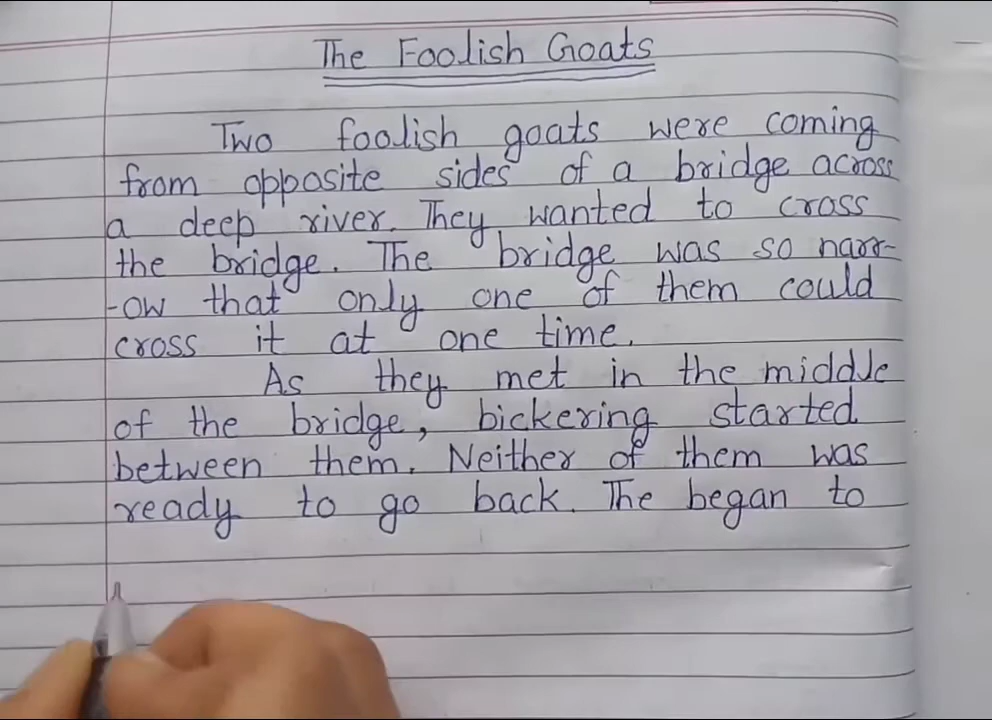 The Foolish Goats
Two foolish goats were coming
from opposite sides of a bridge across
a deep river. They wanted to cross
the bridge. The bridge was so narr-
-ow that only one of them could
cross it at one time.
As they met in the middle
of the bridge, bickering started
between them. Neither of them was
ready to go back. The began to